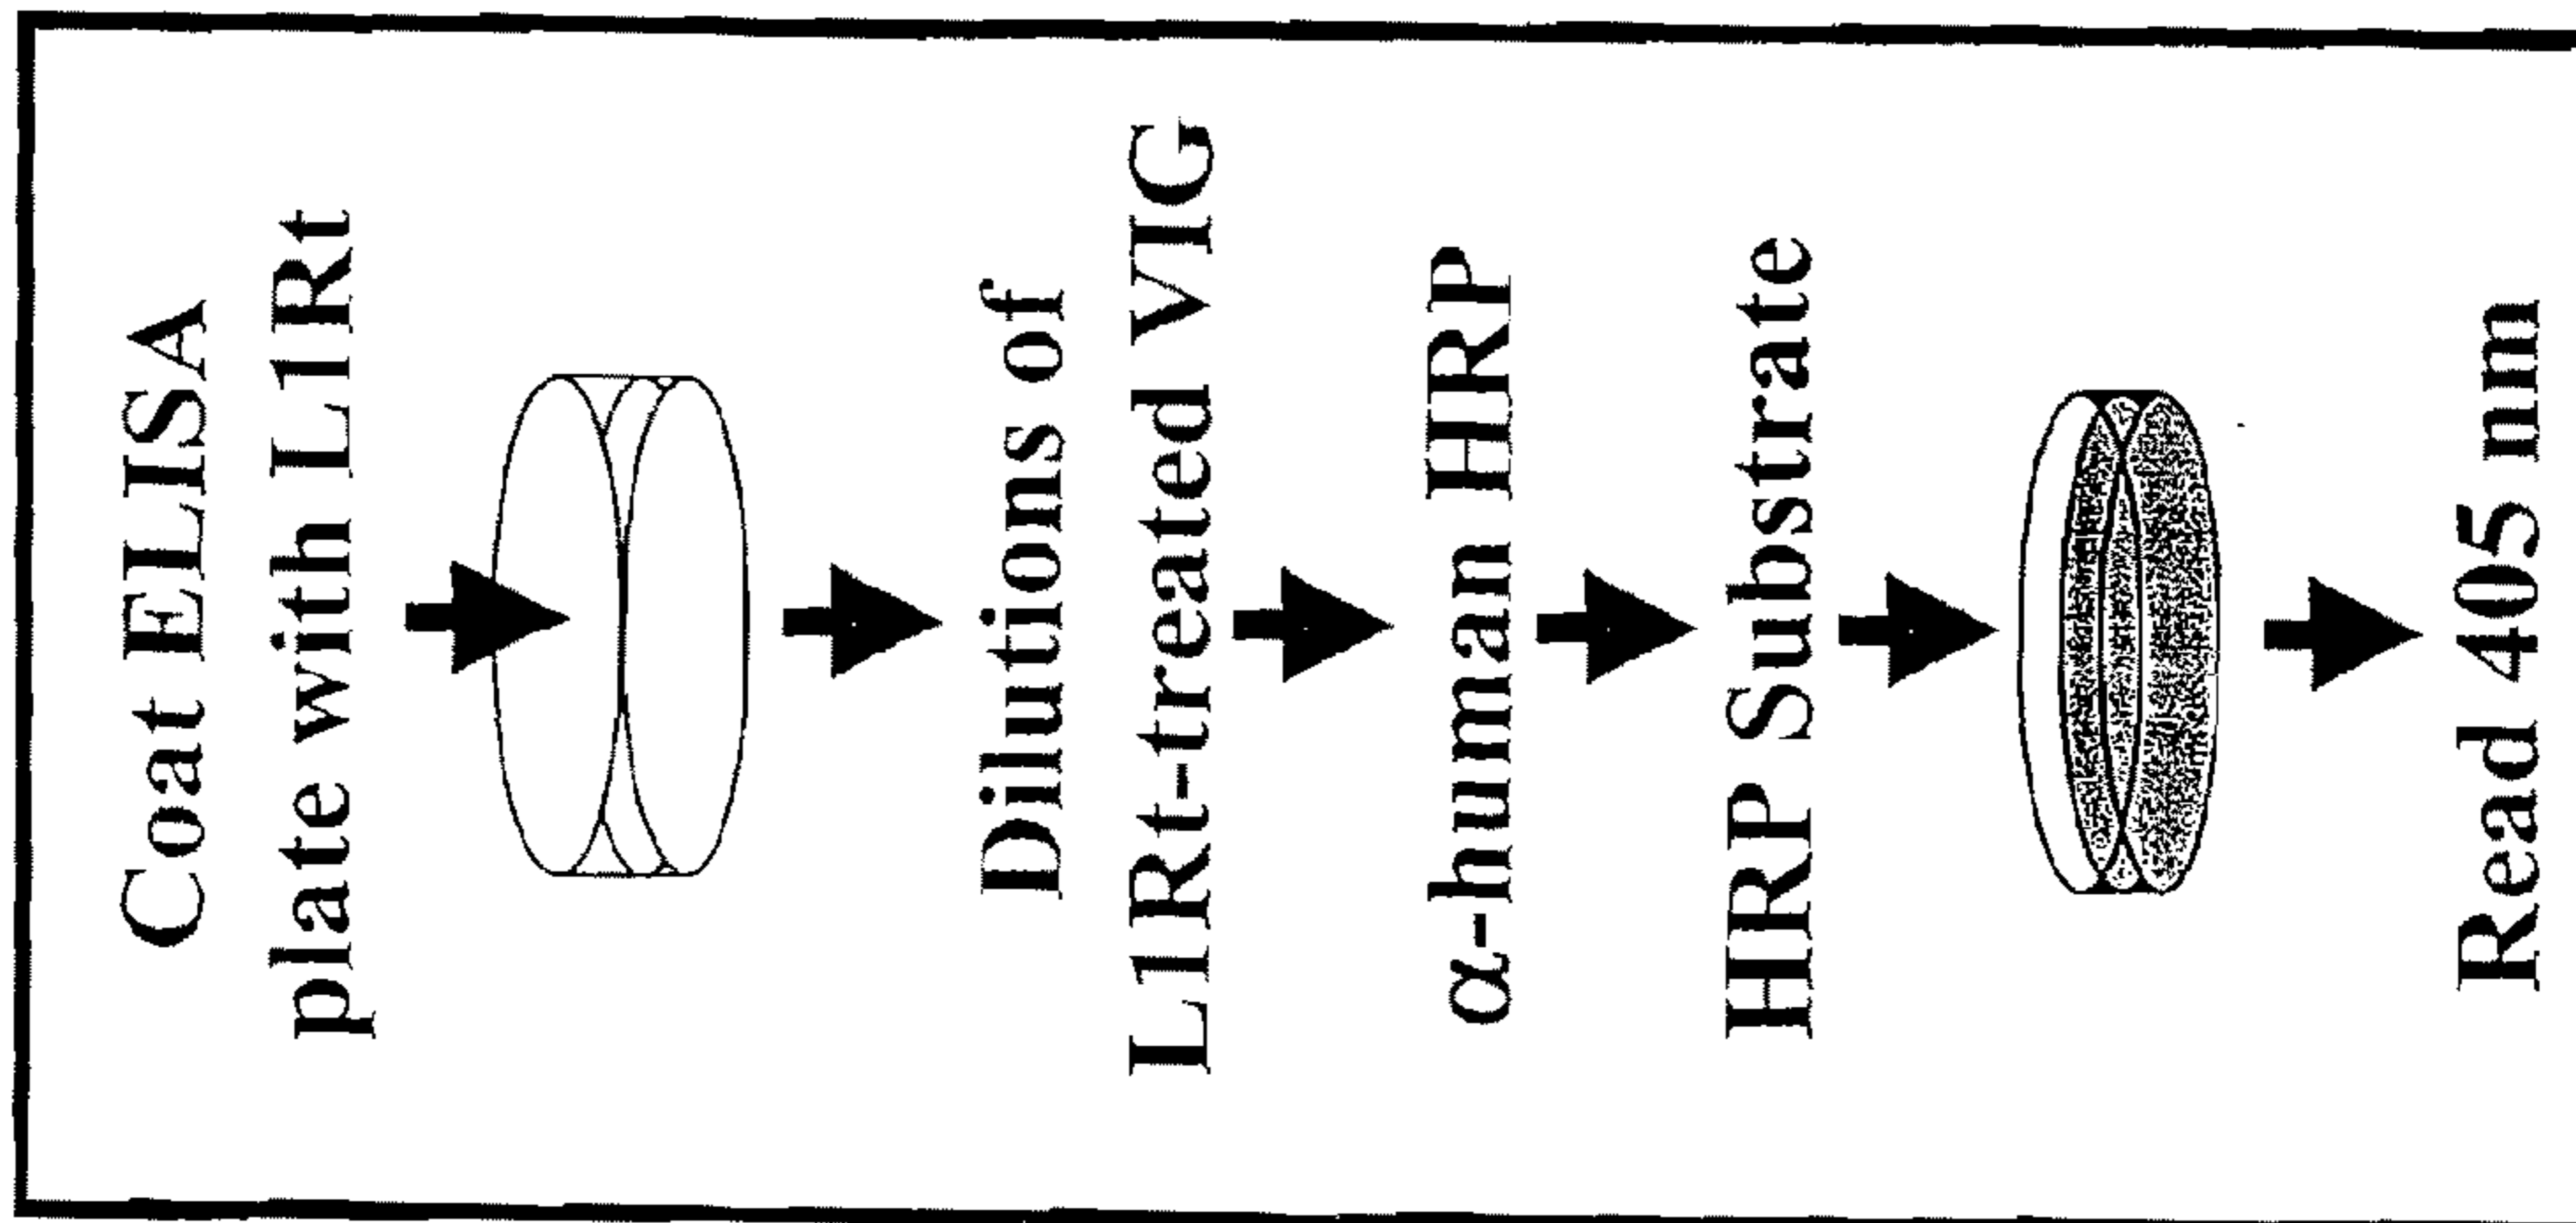 Coat ELISA
plate with L1Rt
Dilutions of
L1Rt-treated VIG
α-human HRP
HRP Substrate
Read 405 nm